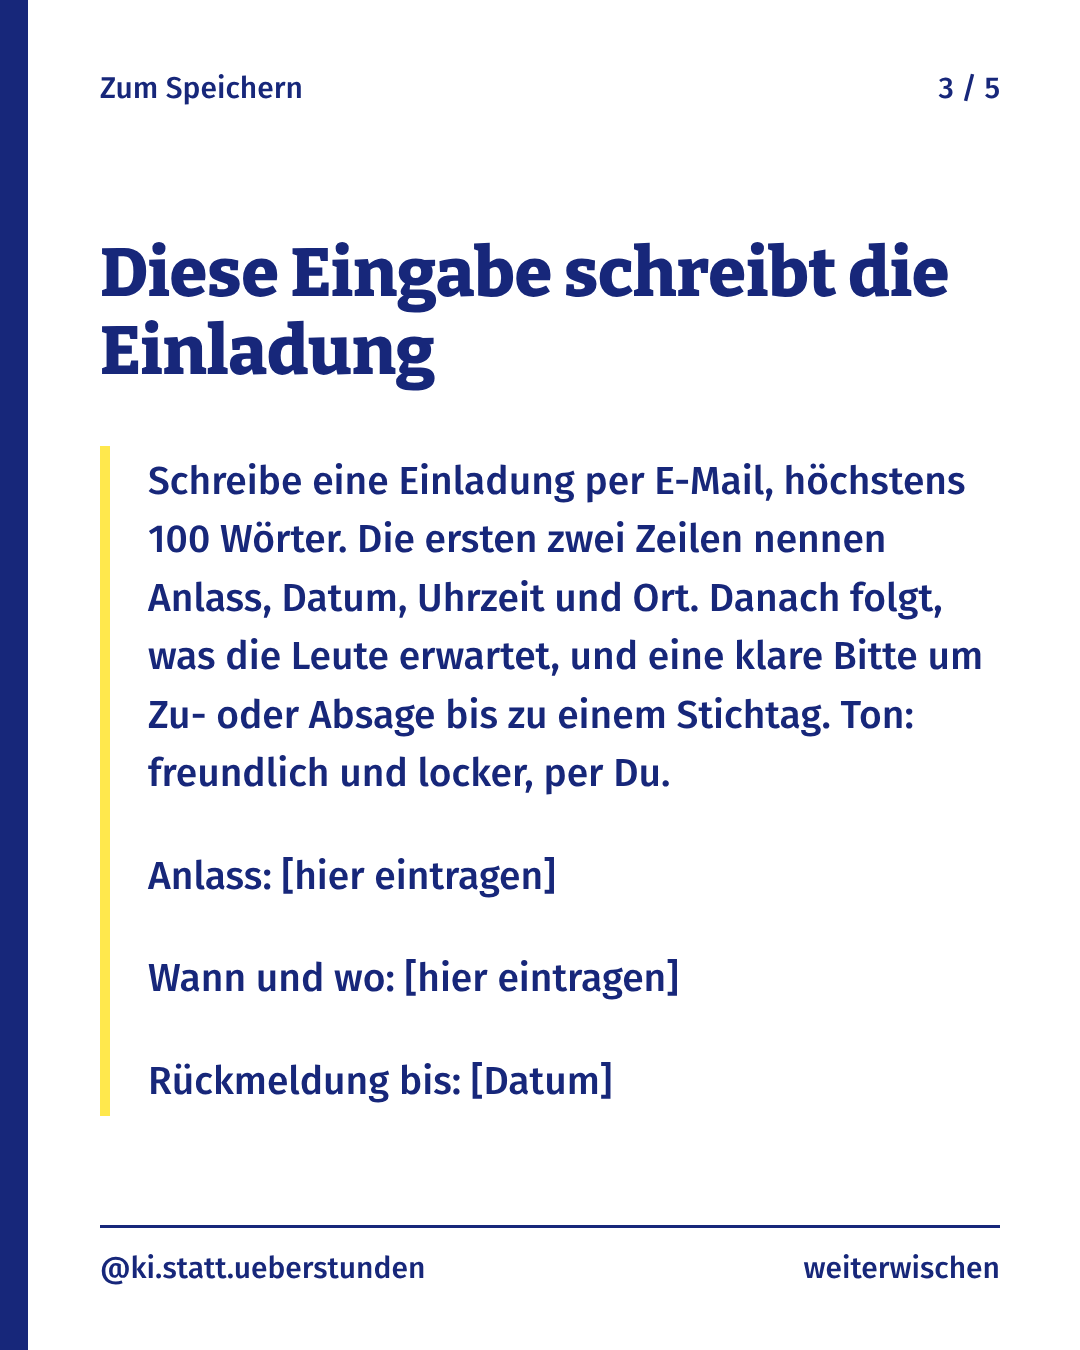 Zum Speichern
3 / 5
Diese Eingabe schreibt die
Einladung
Schreibe eine Einladung per E-Mail, höchstens
100 Wörter. Die ersten zwei Zeilen nennen
Anlass, Datum, Uhrzeit und Ort. Danach folgt,
was die Leute erwartet, und eine klare Bitte um
Zu- oder Absage bis zu einem Stichtag. Ton:
freundlich und locker, per Du.
Anlass: [hier eintragen]
Wann und wo: [hier eintragen]
Rückmeldung bis: [Datum]
@ki.statt.ueberstunden
weiterwischen